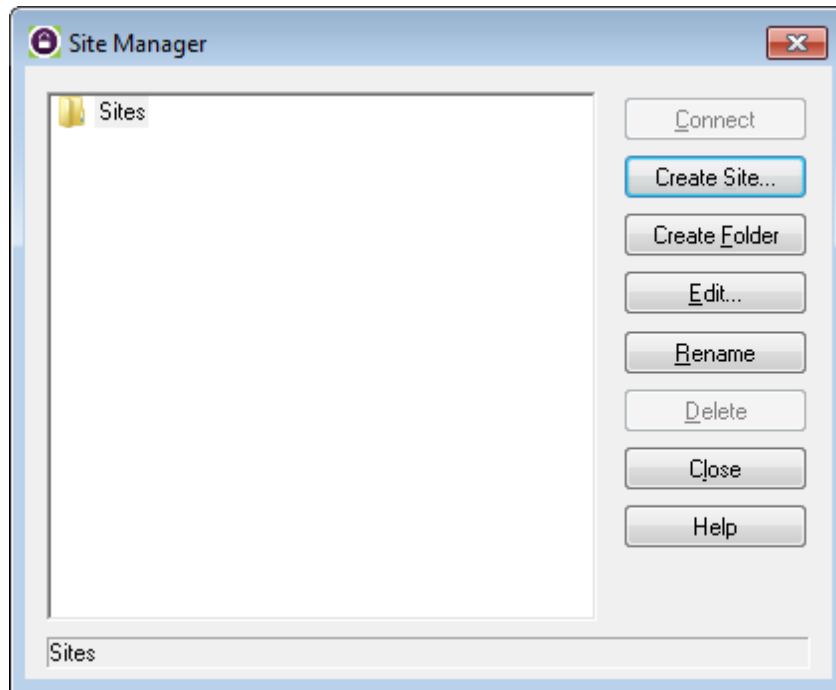 Site Manager
Sites
Connect
Create Site...
Create Folder
Edit...
Rename
Delete
Close
Help
Sites